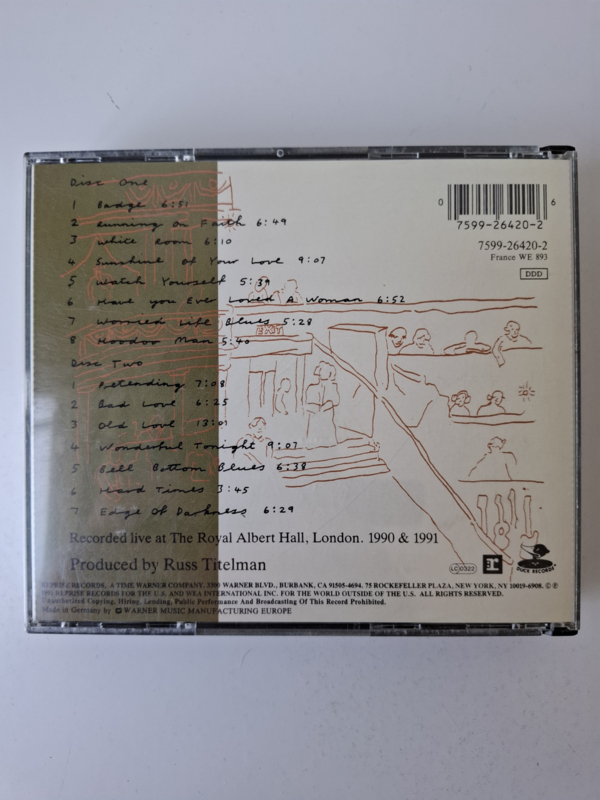 Disc One
1 Badge 6:51
2 Running On Faith 6:49
3 White Room 6:10
4 Sunshine of Your Love 9:07
5 Watch Yourself 5:39
6 Have you Ever Loved A Woman 6:52
7 Worried Life Blues 5:28
8 Hoodoo Man 5:40
Disc Two
1 Pretending 7:08
2 Bad Love 6:25
3 Old Love 13:01
4 Wonderful Tonight 9:07
5 Bell Bottom Blues 6:38
6 Hard Times 3:45
7 Edge of Darkness 6:29
Recorded live at The Royal Albert Hall, London. 1990 & 1991
Produced by Russ Titelman
0 7599-26420-2 6
7599-26420-2
France WE 893
DDD
EXIT
LC 0322
DUCK RECORDS
REPRISE RECORDS, A TIME WARNER COMPANY, 3300 WARNER BLVD., BURBANK, CA 91505-4694. 75 ROCKEFELLER PLAZA, NEW YORK, NY 10019-6908. © ℗
1991 REPRISE RECORDS FOR THE U.S. AND WEA INTERNATIONAL INC. FOR THE WORLD OUTSIDE OF THE U.S. ALL RIGHTS RESERVED.
Unauthorized Copying, Hiring, Lending, Public Performance And Broadcasting Of This Record Prohibited.
Made in Germany by WARNER MUSIC MANUFACTURING EUROPE